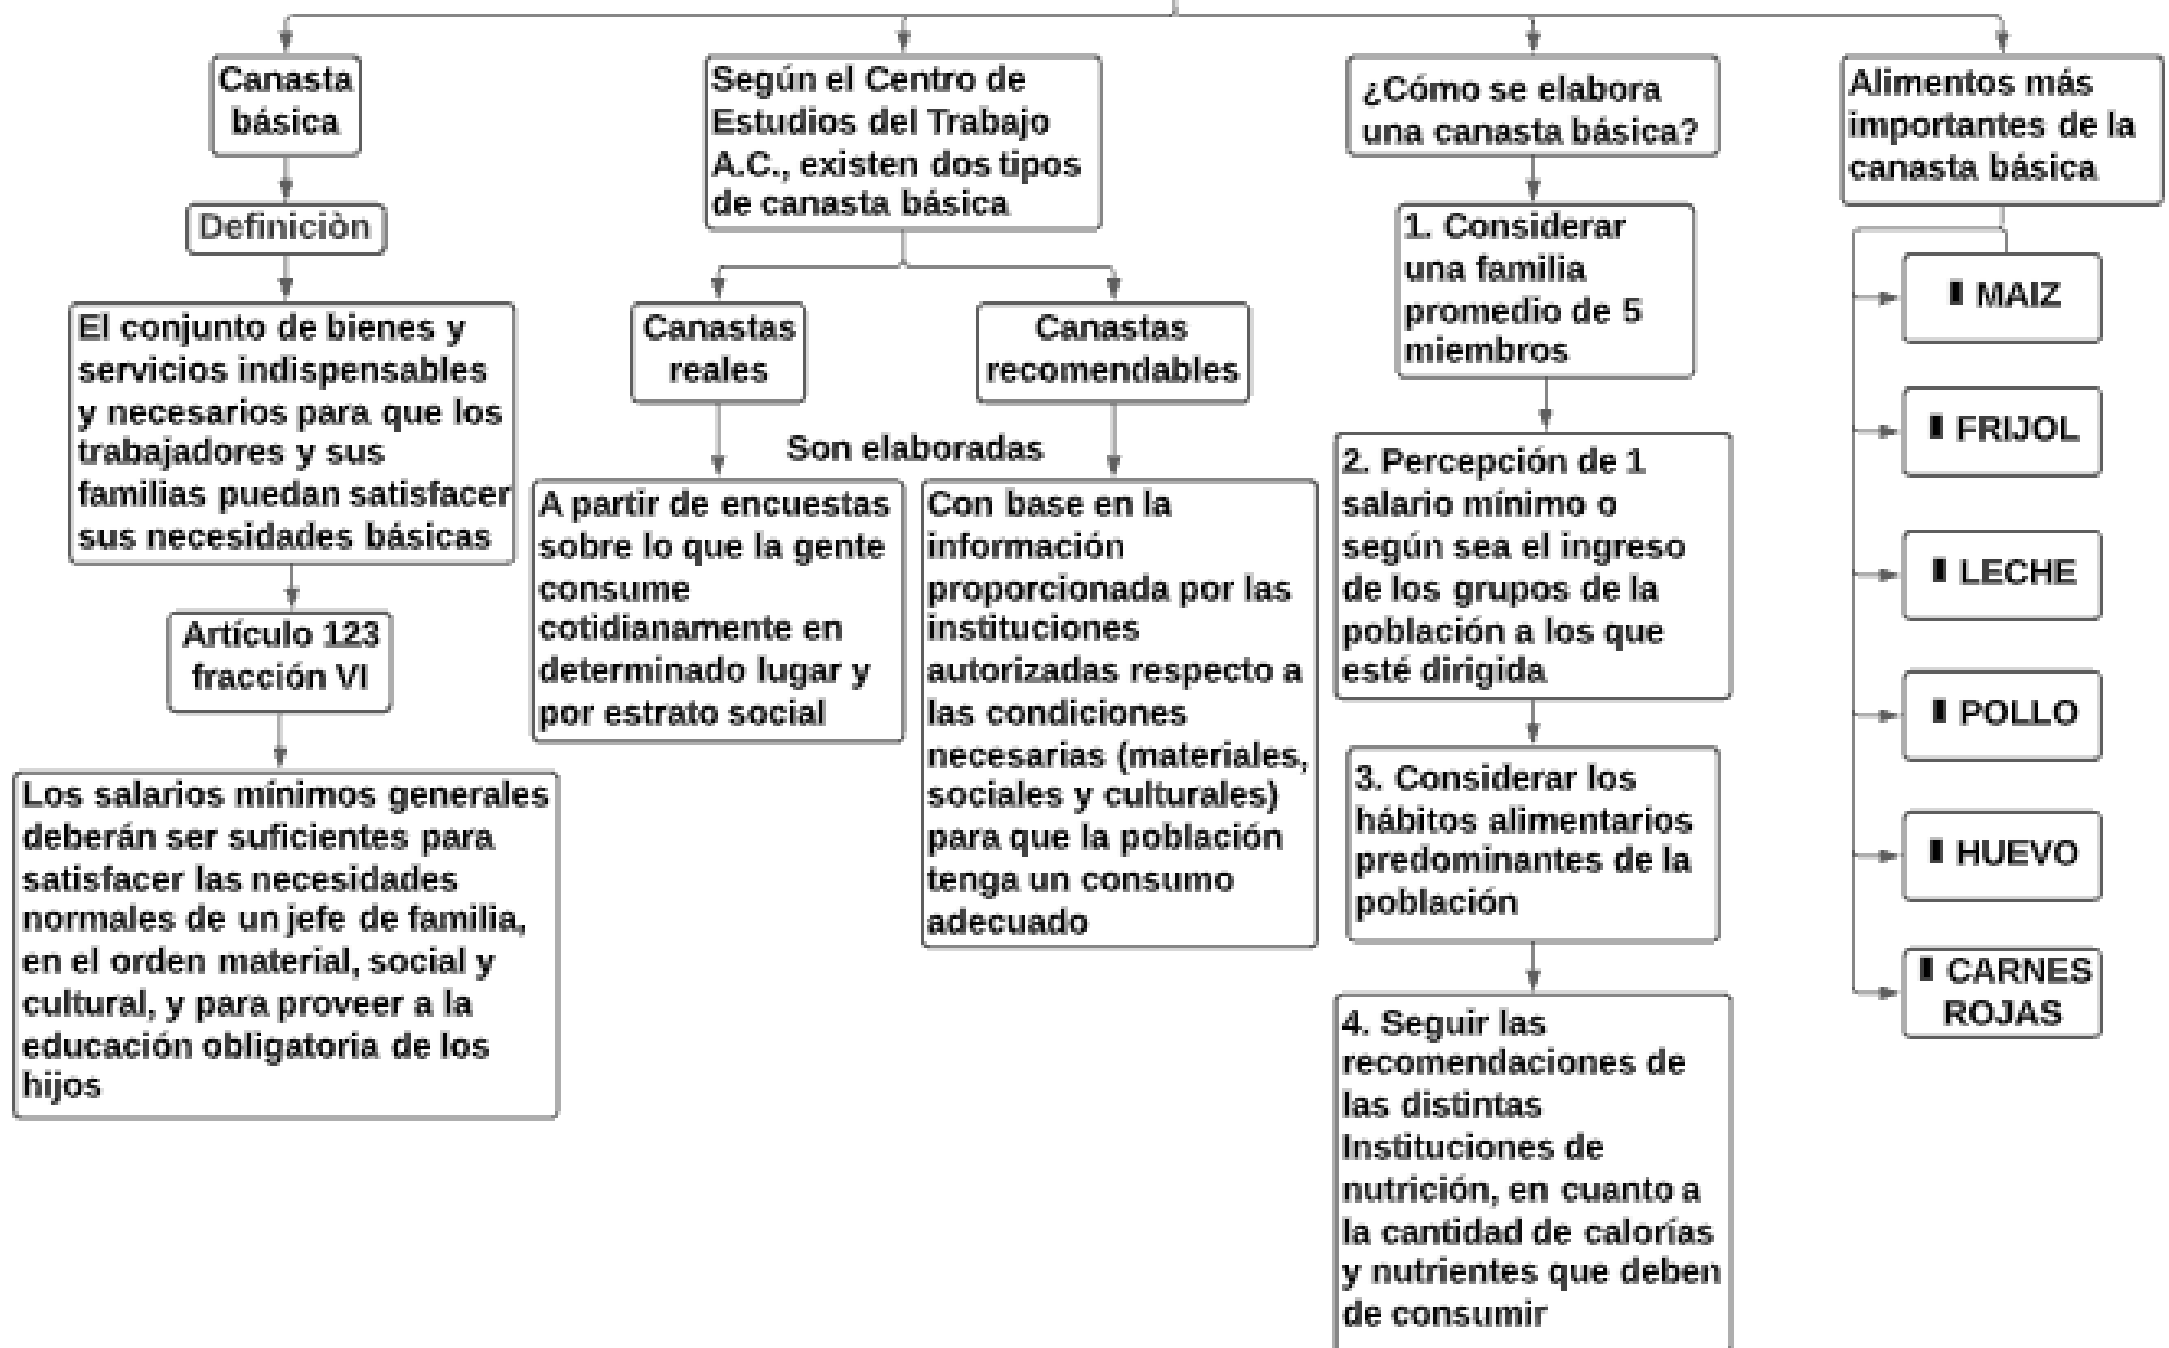 Canasta
básica
Definiciòn
El conjunto de bienes y
servicios indispensables
y necesarios para que los
trabajadores y sus
familias puedan satisfacer
sus necesidades básicas
Artículo 123
fracción VI
Los salarios mínimos generales
deberán ser suficientes para
satisfacer las necesidades
normales de un jefe de familia,
en el orden material, social y
cultural, y para proveer a la
educación obligatoria de los
hijos
Según el Centro de
Estudios del Trabajo
A.C., existen dos tipos
de canasta básica
Canastas
reales
Canastas
recomendables
Son elaboradas
A partir de encuestas
sobre lo que la gente
consume
cotidianamente en
determinado lugar y
por estrato social
Con base en la
información
proporcionada por las
instituciones
autorizadas respecto a
las condiciones
necesarias (materiales,
sociales y culturales)
para que la población
tenga un consumo
adecuado
¿Cómo se elabora
una canasta básica?
1. Considerar
una familia
promedio de 5
miembros
2. Percepción de 1
salario mínimo o
según sea el ingreso
de los grupos de la
población a los que
esté dirigida
3. Considerar los
hábitos alimentarios
predominantes de la
población
4. Seguir las
recomendaciones de
las distintas
Instituciones de
nutrición, en cuanto a
la cantidad de calorías
y nutrientes que deben
de consumir
Alimentos más
importantes de la
canasta básica
MAIZ
FRIJOL
LECHE
POLLO
HUEVO
CARNES
ROJAS